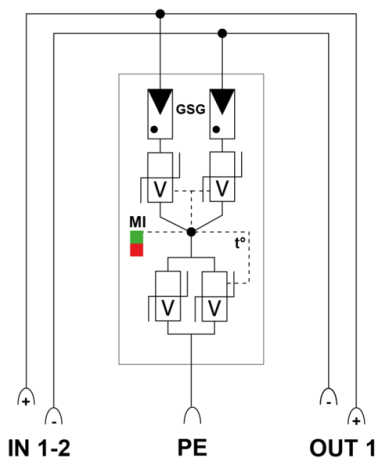 GSG
V V
MI
t°
V V
+ - - +
IN 1-2 PE OUT 1